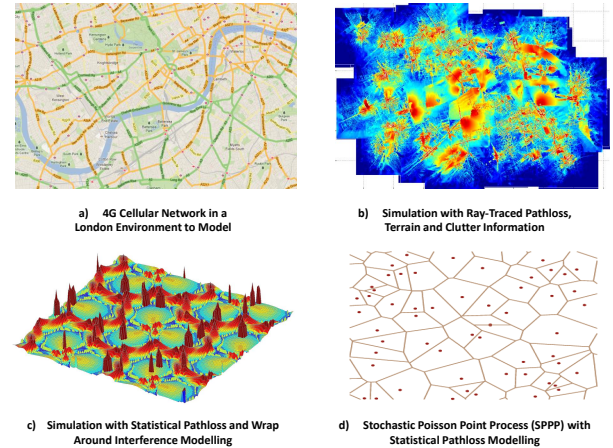 a) 4G Cellular Network in a
London Environment to Model
b) Simulation with Ray-Traced Pathloss,
Terrain and Clutter Information
c) Simulation with Statistical Pathloss and Wrap
Around Interference Modelling
d) Stochastic Poisson Point Process (SPPP) with
Statistical Pathloss Modelling